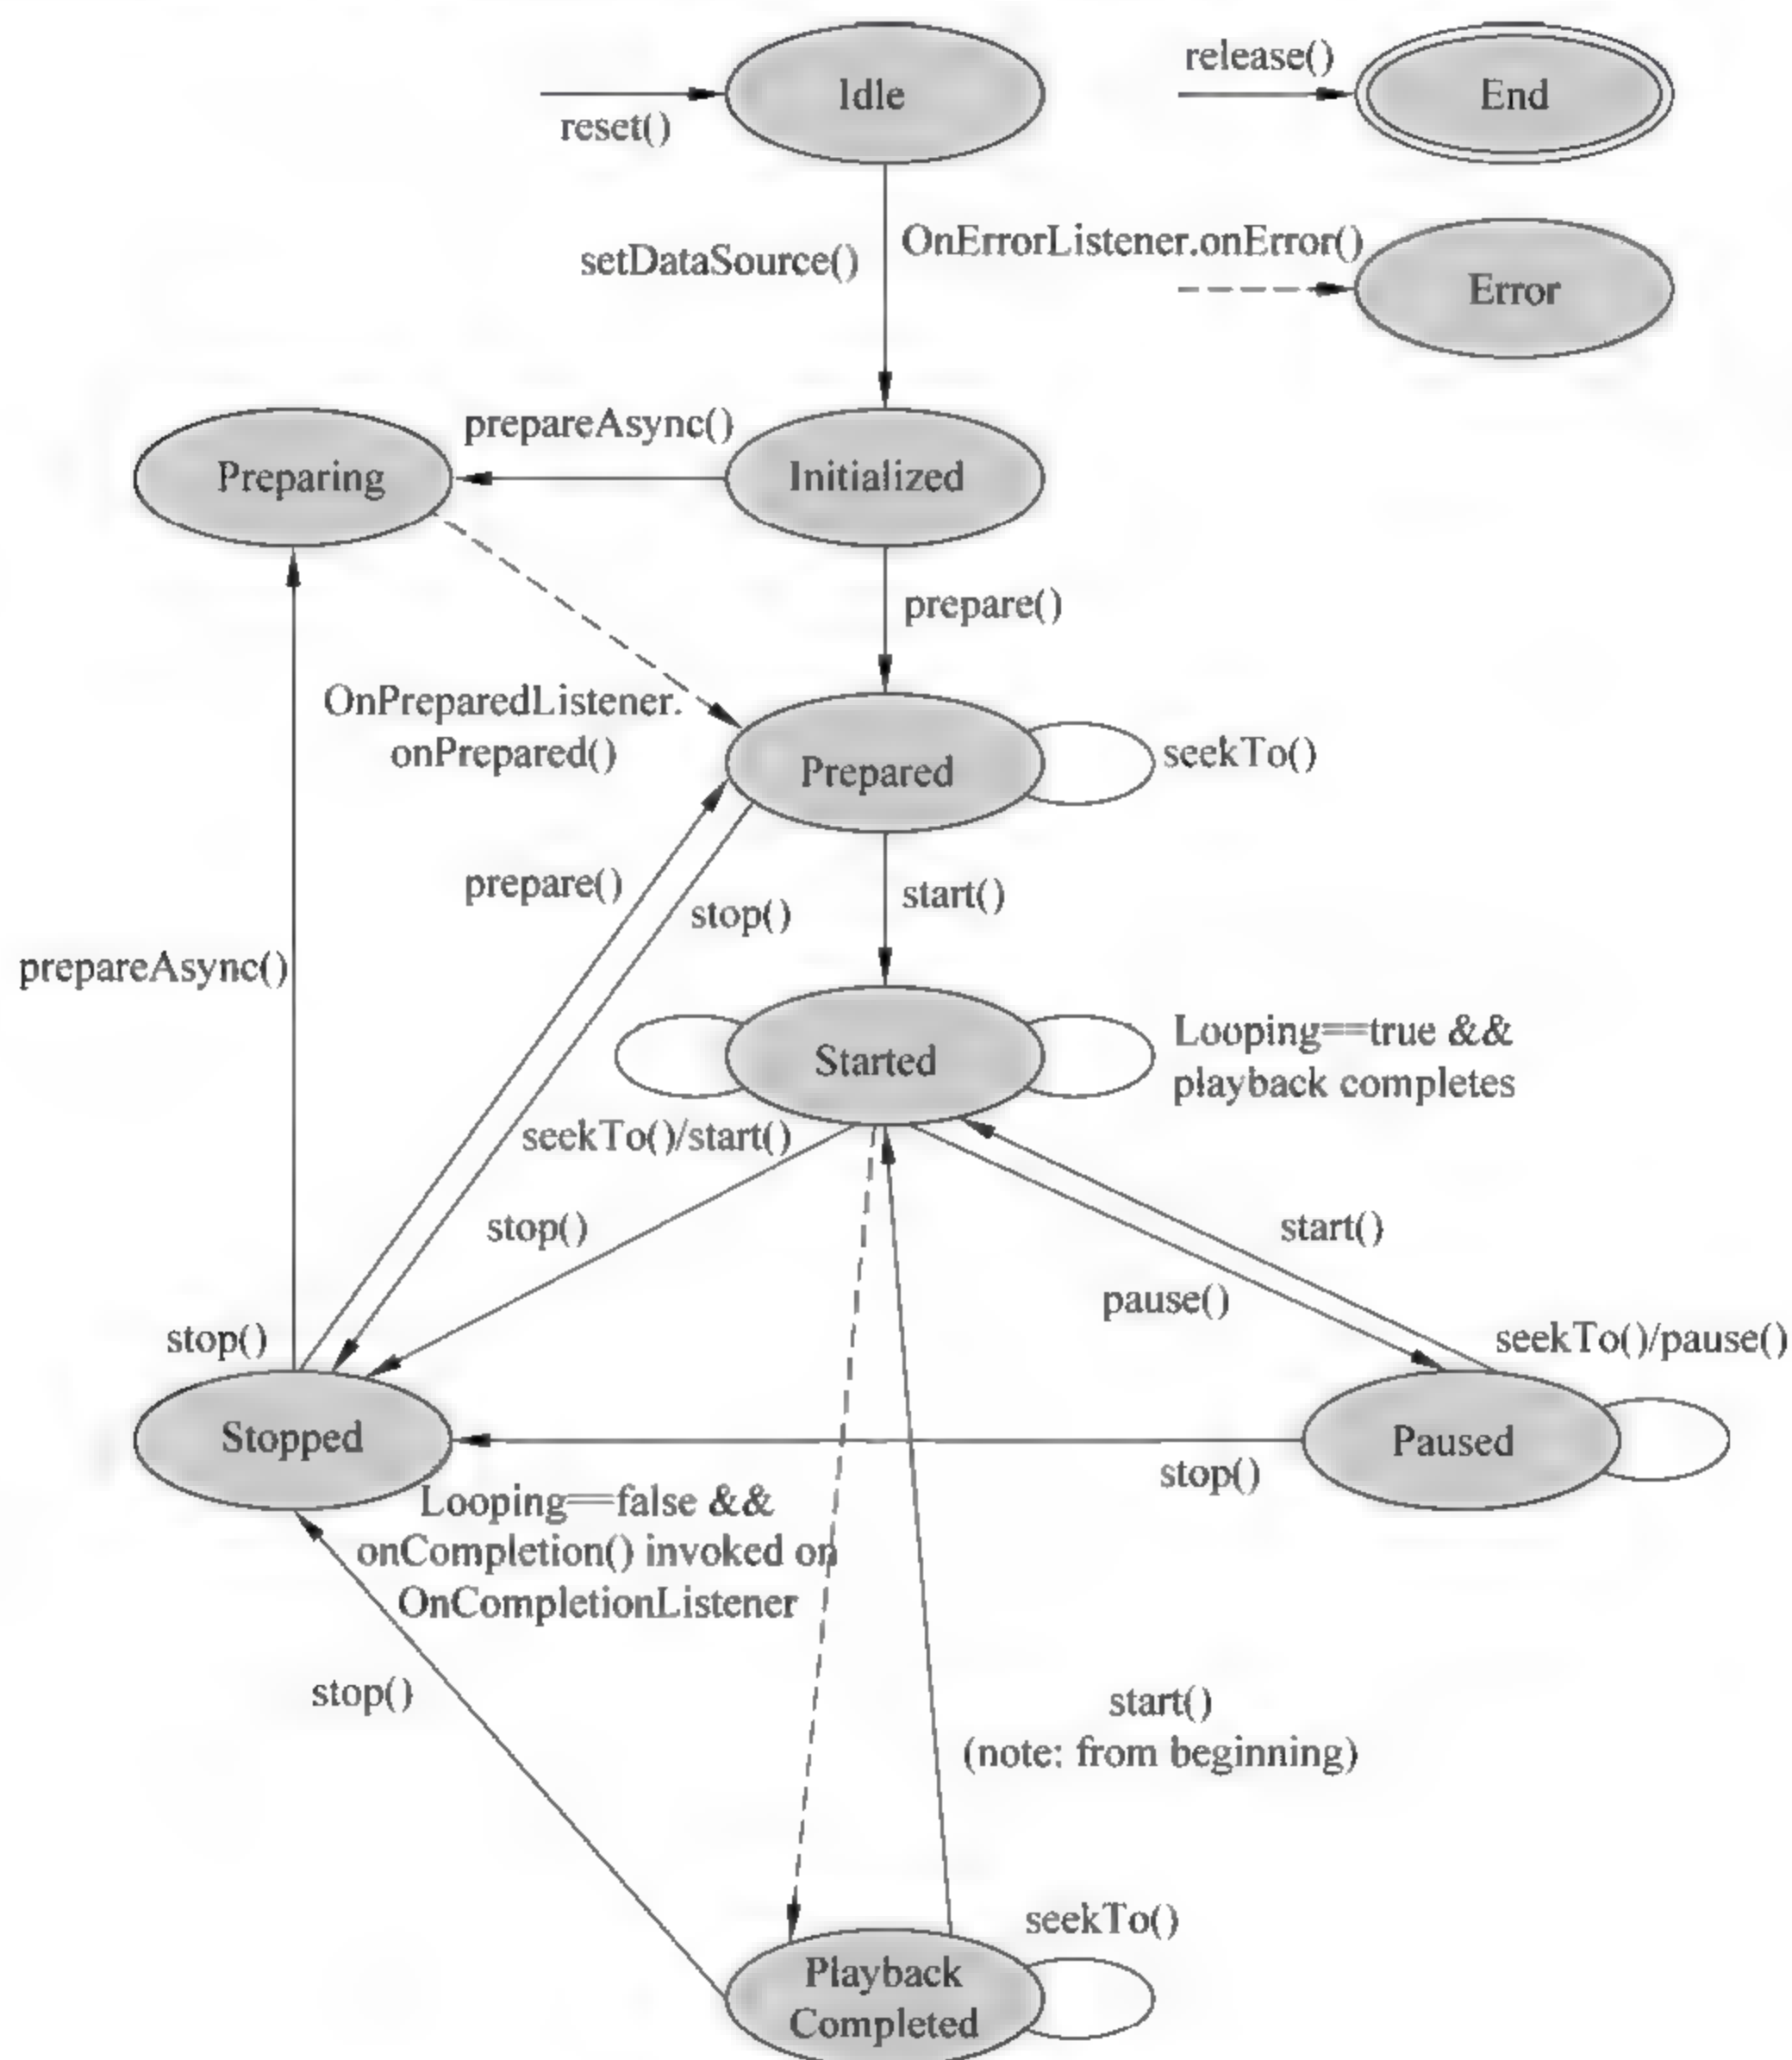 Idle
release()
End
reset()
setDataSource()
OnErrorListener.onError()
Error
prepareAsync()
Preparing
Initialized
prepare()
OnPreparedListener.
onPrepared()
Prepared
seekTo()
prepare()
stop()
start()
prepareAsync()
Started
Looping==true &&
playback completes
seekTo()/start()
stop()
start()
pause()
stop()
seekTo()/pause()
Stopped
Paused
stop()
Looping==false &&
onCompletion() invoked on
OnCompletionListener
stop()
start()
(note: from beginning)
seekTo()
Playback
Completed